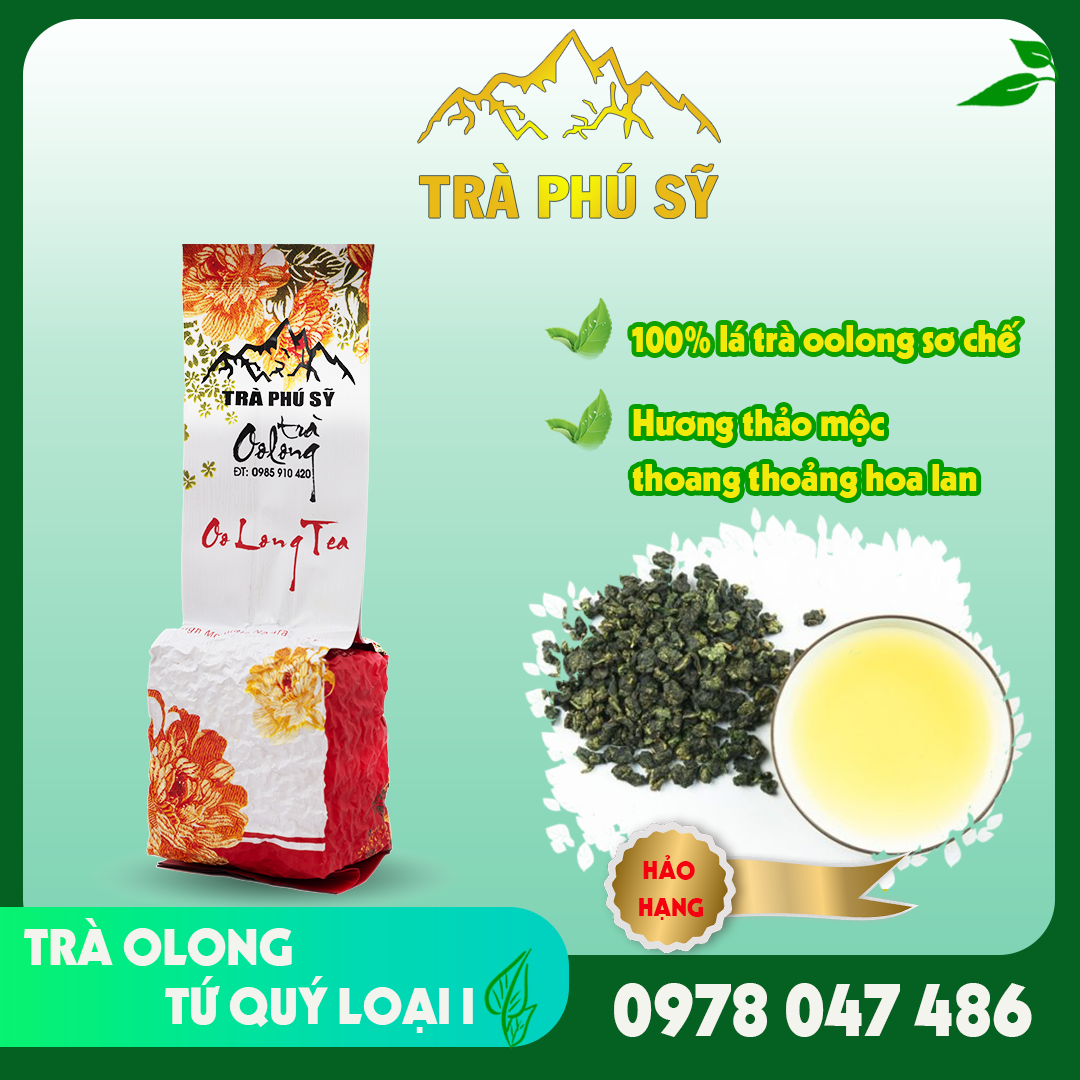 TRÀ PHÚ SỸ
TRÀ PHÚ SỸ
trà
Oolong
ĐT: 0985 910 420
Oo Long Tea
100% lá trà oolong sơ chế
Hương thảo mộc
thoang thoảng hoa lan
HẢO
HẠNG
TRÀ OLONG
TỨ QUÝ LOẠI I
0978 047 486